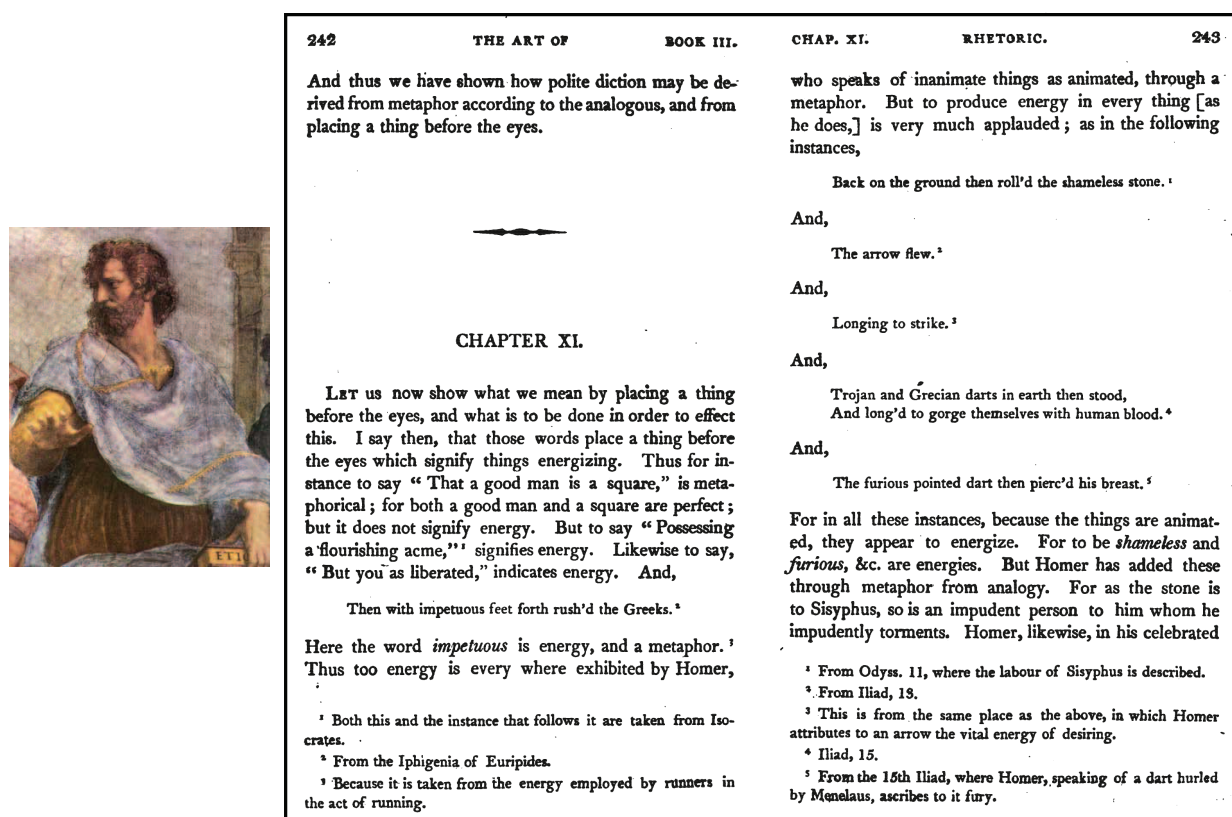 ETI
242 THE ART OF BOOK III.
And thus we have shown how polite diction may be de-
rived from metaphor according to the analogous, and from
placing a thing before the eyes.
CHAPTER XI.
LET us now show what we mean by placing a thing
before the eyes, and what is to be done in order to effect
this. I say then, that those words place a thing before
the eyes which signify things energizing. Thus for in-
stance to say “ That a good man is a square,” is meta-
phorical ; for both a good man and a square are perfect ;
but it does not signify energy. But to say “ Possessing
a flourishing acme,” ¹ signifies energy. Likewise to say,
“ But you as liberated,” indicates energy. And,
Then with impetuous feet forth rush'd the Greeks. ²
Here the word impetuous is energy, and a metaphor. ³
Thus too energy is every where exhibited by Homer,
¹ Both this and the instance that follows it are taken from Iso-
crates.
² From the Iphigenia of Euripides.
³ Because it is taken from the energy employed by runners in
the act of running.
CHAP. XI. RHETORIC. 243
who speaks of inanimate things as animated, through a
metaphor. But to produce energy in every thing [as
he does,] is very much applauded ; as in the following
instances,
Back on the ground then roll'd the shameless stone. ¹
And,
The arrow flew. ²
And,
Longing to strike. ³
And,
Trojan and Grecian darts in earth then stood,
And long'd to gorge themselves with human blood. ⁴
And,
The furious pointed dart then pierc'd his breast. ⁵
For in all these instances, because the things are animat-
ed, they appear to energize. For to be shameless and
furious, &c. are energies. But Homer has added these
through metaphor from analogy. For as the stone is
to Sisyphus, so is an impudent person to him whom he
impudently torments. Homer, likewise, in his celebrated
¹ From Odyss. 11, where the labour of Sisyphus is described.
² From Iliad, 13.
³ This is from the same place as the above, in which Homer
attributes to an arrow the vital energy of desiring.
⁴ Iliad, 15.
⁵ From the 15th Iliad, where Homer, speaking of a dart hurled
by Menelaus, ascribes to it fury.